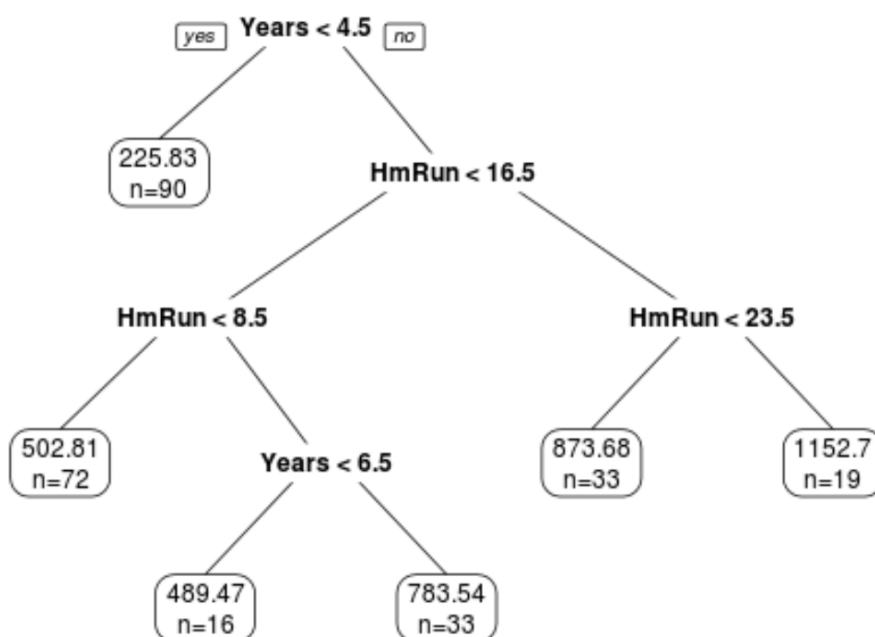 Years < 4.5
yes
no
225.83
n=90
HmRun < 16.5
HmRun < 8.5
HmRun < 23.5
502.81
n=72
Years < 6.5
873.68
n=33
1152.7
n=19
489.47
n=16
783.54
n=33